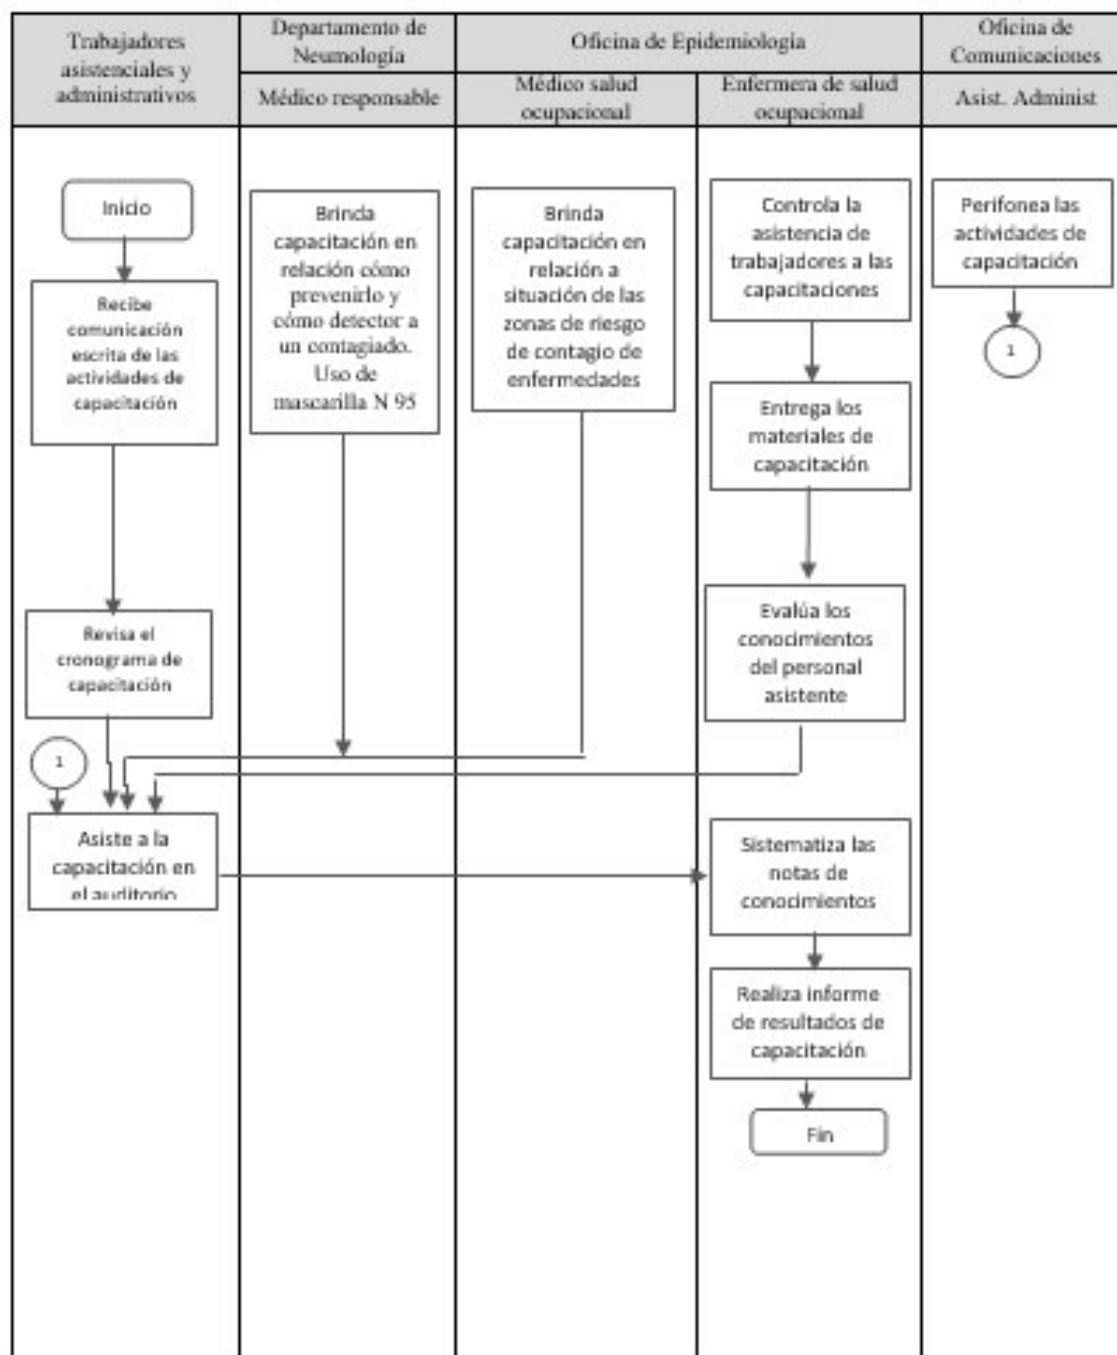 Trabajadores
asistenciales y
administrativos
Departamento de
Neumología
Médico responsable
Oficina de Epidemiología
Médico salud
ocupacional
Enfermera de salud
ocupacional
Oficina de
Comunicaciones
Asist. Administ
Inicio
Recibe
comunicación
escrita de las
actividades de
capacitación
Revisa el
cronograma de
capacitación
1
Asiste a la
capacitación en
el auditorio
Brinda
capacitación en
relación cómo
prevenirlo y
cómo detector a
un contagiado.
Uso de
mascarilla N 95
Brinda
capacitación en
relación a
situación de las
zonas de riesgo
de contagio de
enfermedades
Controla la
asistencia de
trabajadores a las
capacitaciones
Entrega los
materiales de
capacitación
Evalúa los
conocimientos
del personal
asistente
Sistematiza las
notas de
conocimientos
Realiza informe
de resultados de
capacitación
Fin
Perifonea las
actividades de
capacitación
1